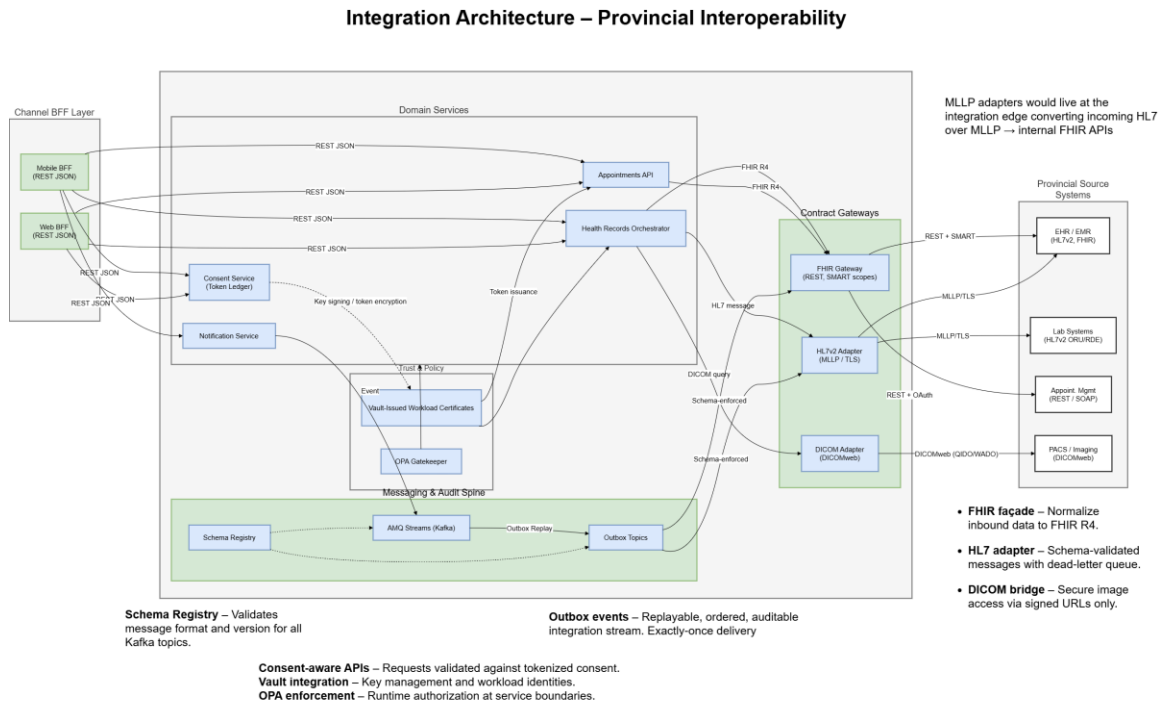 Integration Architecture – Provincial Interoperability
Channel BFF Layer
Mobile BFF
(REST JSON)
Web BFF
(REST JSON)
Domain Services
REST JSON
REST JSON
REST JSON
REST JSON
REST JSON
REST JSON
REST JSON
Consent Service
(Token Ledger)
Notification Service
Key signing / token encryption
Token issuance
Appointments API
Health Records Orchestrator
FHIR R4
FHIR R4
HL7 message
DICOM query
Schema-enforced
Schema-enforced
Trust & Policy
Event
Vault-Issued Workload Certificates
OPA Gatekeeper
Messaging & Audit Spine
Schema Registry
AMQ Streams (Kafka)
Outbox Replay
Outbox Topics
Contract Gateways
FHIR Gateway
(REST, SMART scopes)
HL7v2 Adapter
(MLLP / TLS)
DICOM Adapter
(DICOMweb)
REST + SMART
MLLP/TLS
MLLP/TLS
REST + OAuth
DICOMweb (QIDO/WADO)
MLLP adapters would live at the
integration edge converting incoming HL7
over MLLP → internal FHIR APIs
Provincial Source
Systems
EHR / EMR
(HL7v2, FHIR)
Lab Systems
(HL7v2 ORU/RDE)
Appoint. Mgmt
(REST / SOAP)
PACS / Imaging
(DICOMweb)
• FHIR façade – Normalize
inbound data to FHIR R4.
• HL7 adapter – Schema-validated
messages with dead-letter queue.
• DICOM bridge – Secure image
access via signed URLs only.
Schema Registry – Validates
message format and version for all
Kafka topics.
Outbox events – Replayable, ordered, auditable
integration stream. Exactly-once delivery
Consent-aware APIs – Requests validated against tokenized consent.
Vault integration – Key management and workload identities.
OPA enforcement – Runtime authorization at service boundaries.